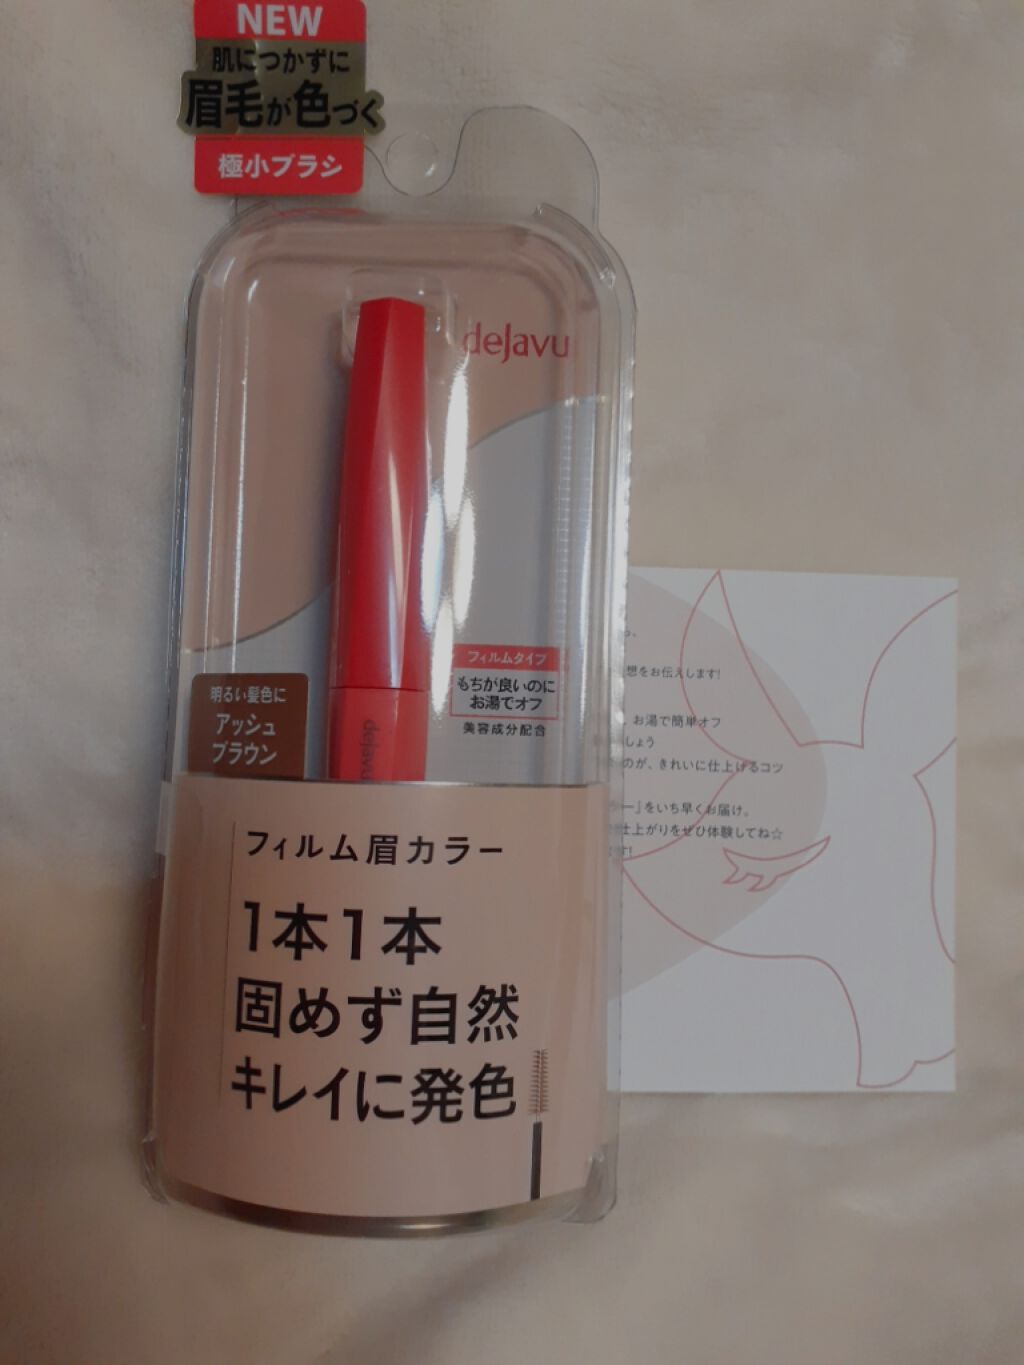 NEW
肌につかずに
眉毛が色づく
極小ブラシ
dejavu
フィルムタイプ
もちが良いのに
お湯でオフ
美容成分配合
明るい髪色に
アッシュ
ブラウン
dejavu
フィルム眉カラー
1本1本
固めず自然
キレイに発色
想をお伝えします!
お湯で簡単オフ
しょう
のが、きれいに仕上げるコツ
ー」をいち早くお届け。
仕上がりをぜひ体験してね☆
す!